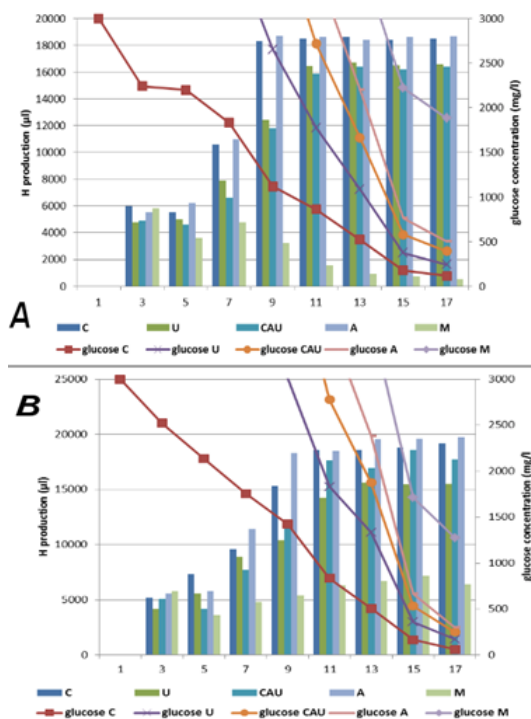 20000 3000
18000
16000 2500
14000
2000
12000
10000 1500
8000
1000
6000
4000
500
2000
0 0
H production (µl)
glucose concentration (mg/l)
1 3 5 7 9 11 13 15 17
A
C U CAU A M
glucose C glucose U glucose CAU glucose A glucose M
B
25000 3000
2500
20000
2000
15000
1500
10000
1000
5000
500
0 0
H production (µl)
glucose concentration (mg/l)
1 3 5 7 9 11 13 15 17
C U CAU A M
glucose C glucose U glucose CAU glucose A glucose M